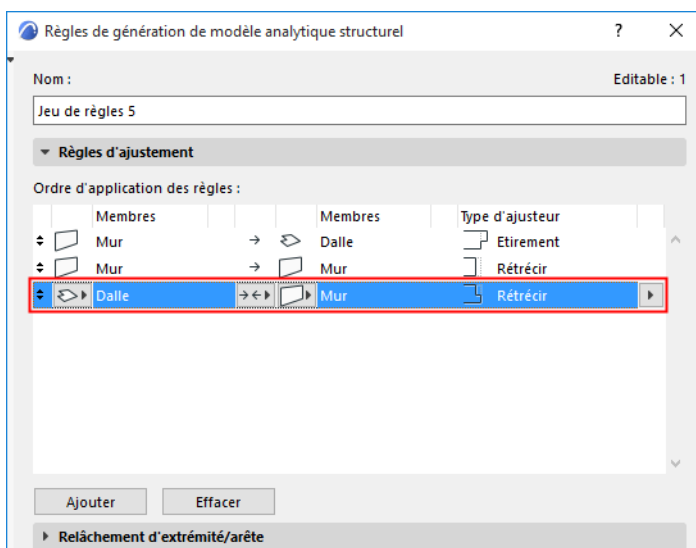 Règles de génération de modèle analytique structurel ?
Nom : Editable : 1
Jeu de règles 5
Règles d'ajustement
Ordre d'application des règles :
Membres Membres Type d'ajusteur
Mur → Dalle Etirement
Mur → Mur Rétrécir
Dalle →← Mur Rétrécir
Ajouter Effacer
Relâchement d'extrémité/arête